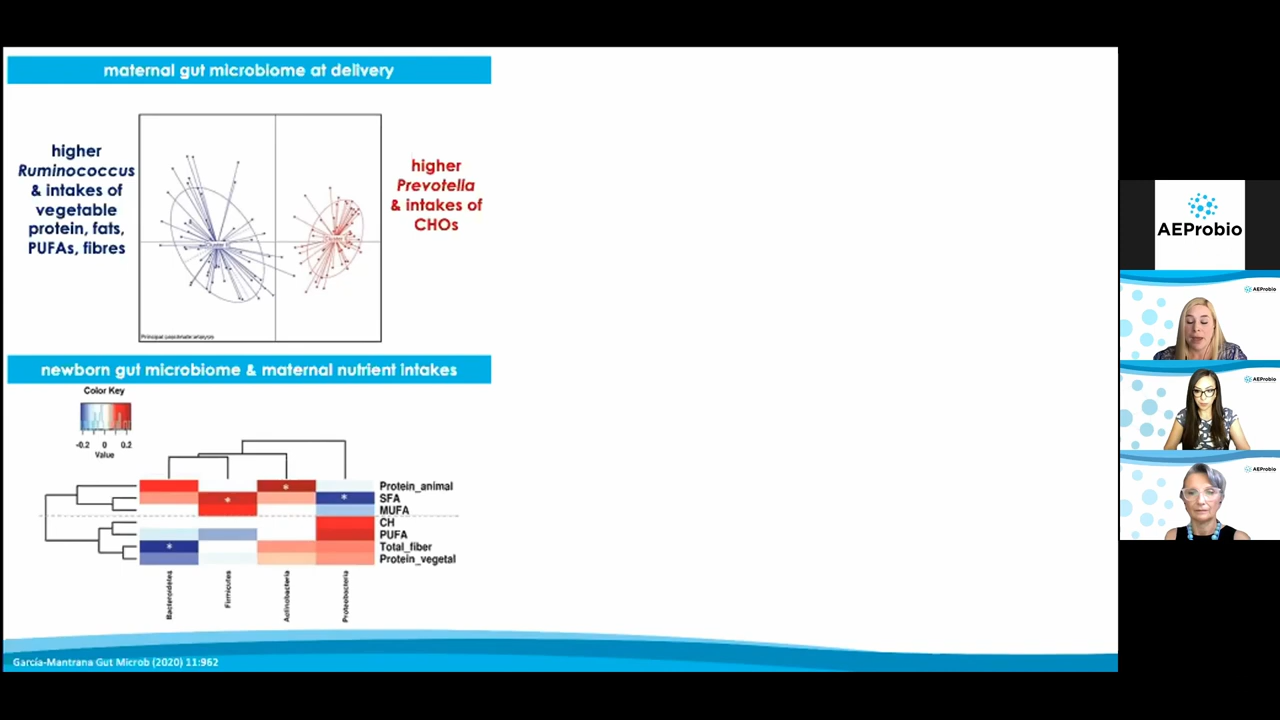 maternal gut microbiome at delivery
higher
Ruminococcus
& intakes of
vegetable
protein, fats,
PUFAs, fibres
higher
Prevotella
& intakes of
CHOs
Principal coordinate analysis
newborn gut microbiome & maternal nutrient intakes
Color Key
-0.2 0 0.2
Value
Protein_animal
SFA
MUFA
CH
PUFA
Total_fiber
Protein_vegetal
Bacteroidetes
Firmicutes
Actinobacteria
Proteobacteria
García-Mantrana Gut Microb (2020) 11:962
AEProbio
AEProbio
AEProbio
AEProbio